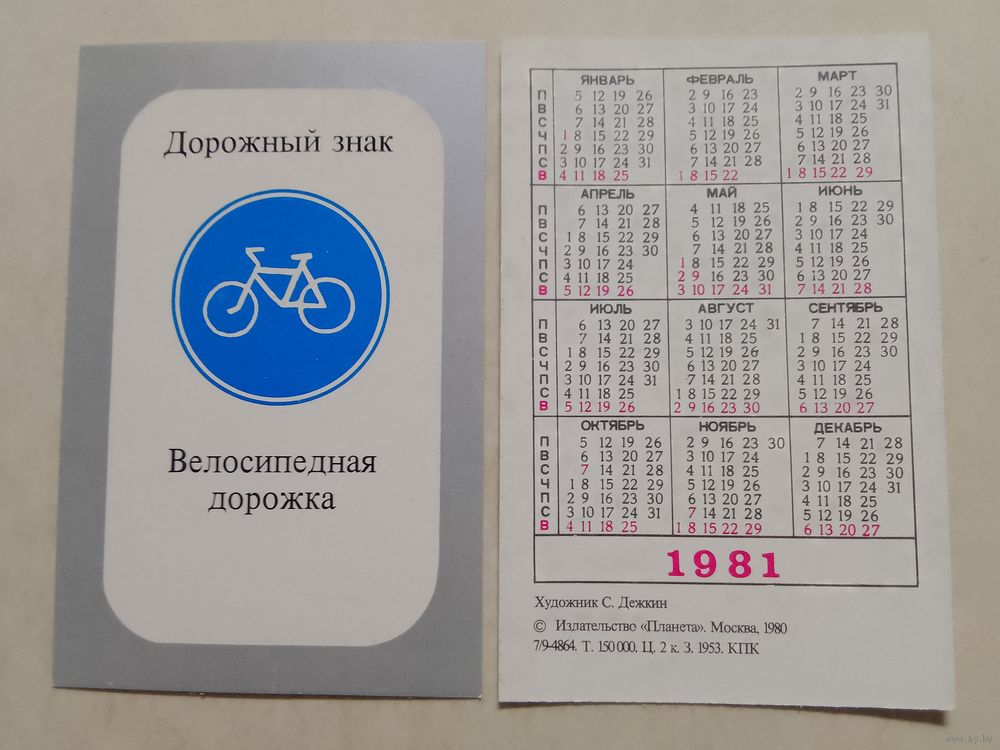 Дорожный знак
Велосипедная
дорожка
ЯНВАРЬ ФЕВРАЛЬ МАРТ
П 5 12 19 26 2 9 16 23 2 9 16 23 30
В 6 13 20 27 3 10 17 24 3 10 17 24 31
С 7 14 21 28 4 11 18 25 4 11 18 25
Ч 1 8 15 22 29 5 12 19 26 5 12 19 26
П 2 9 16 23 30 6 13 20 27 6 13 20 27
С 3 10 17 24 31 7 14 21 28 7 14 21 28
В 4 11 18 25 1 8 15 22 1 8 15 22 29
АПРЕЛЬ МАЙ ИЮНЬ
П 6 13 20 27 4 11 18 25 1 8 15 22 29
В 7 14 21 28 5 12 19 26 2 9 16 23 30
С 1 8 15 22 29 6 13 20 27 3 10 17 24
Ч 2 9 16 23 30 7 14 21 28 4 11 18 25
П 3 10 17 24 1 8 15 22 29 5 12 19 26
С 4 11 18 25 2 9 16 23 30 6 13 20 27
В 5 12 19 26 3 10 17 24 31 7 14 21 28
ИЮЛЬ АВГУСТ СЕНТЯБРЬ
П 6 13 20 27 3 10 17 24 31 7 14 21 28
В 7 14 21 28 4 11 18 25 1 8 15 22 29
С 1 8 15 22 29 5 12 19 26 2 9 16 23 30
Ч 2 9 16 23 30 6 13 20 27 3 10 17 24
П 3 10 17 24 31 7 14 21 28 4 11 18 25
С 4 11 18 25 1 8 15 22 29 5 12 19 26
В 5 12 19 26 2 9 16 23 30 6 13 20 27
ОКТЯБРЬ НОЯБРЬ ДЕКАБРЬ
П 5 12 19 26 2 9 16 23 30 7 14 21 28
В 6 13 20 27 3 10 17 24 1 8 15 22 29
С 7 14 21 28 4 11 18 25 2 9 16 23 30
Ч 1 8 15 22 29 5 12 19 26 3 10 17 24 31
П 2 9 16 23 30 6 13 20 27 4 11 18 25
С 3 10 17 24 31 7 14 21 28 5 12 19 26
В 4 11 18 25 1 8 15 22 29 6 13 20 27
1981
Художник С. Дежкин
© Издательство «Планета». Москва, 1980
7/9-4864. Т. 150 000. Ц. 2 к. З. 1953. КПК
www.ay.by